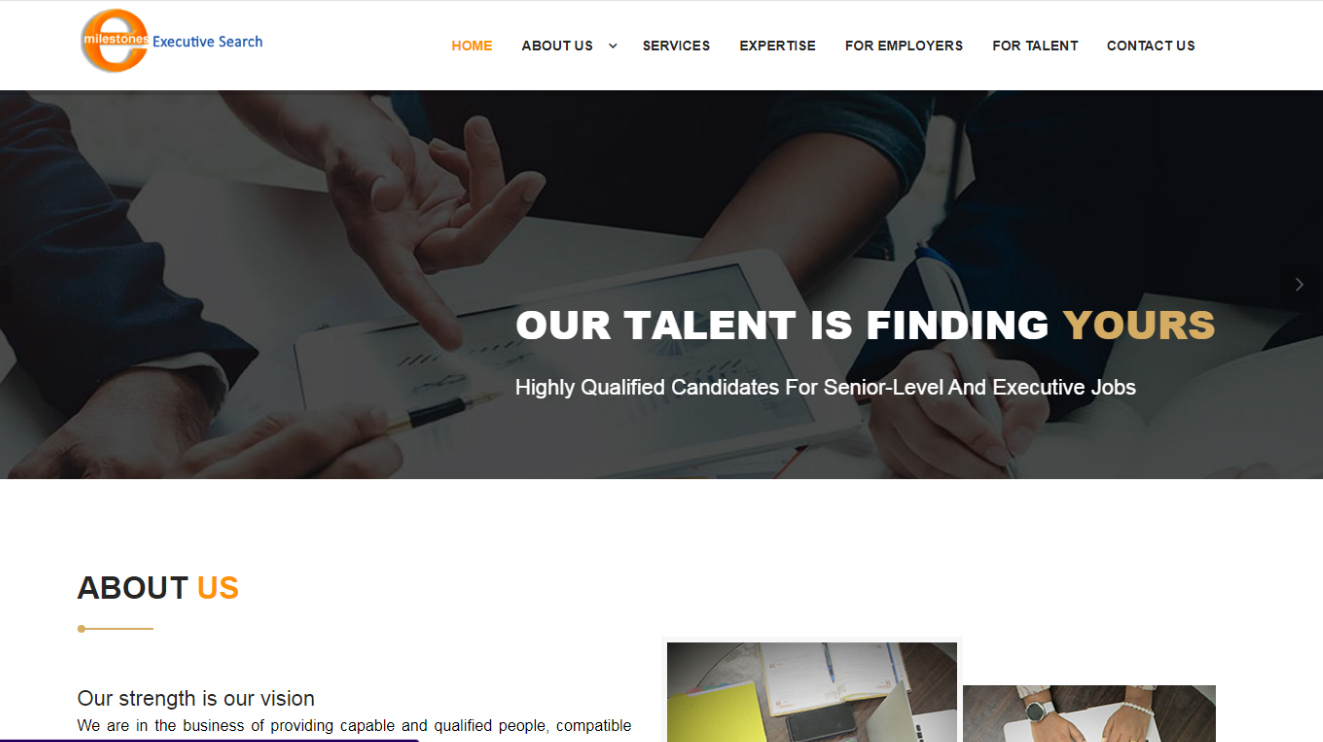 milestones
Executive Search
HOME ABOUT US SERVICES EXPERTISE FOR EMPLOYERS FOR TALENT CONTACT US
OUR TALENT IS FINDING YOURS
Highly Qualified Candidates For Senior-Level And Executive Jobs
ABOUT US
Our strength is our vision
We are in the business of providing capable and qualified people, compatible